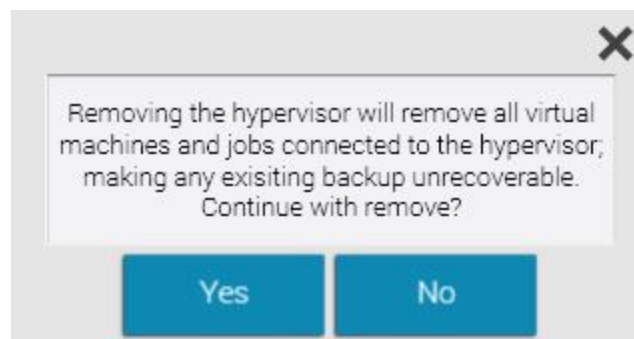 Removing the hypervisor will remove all virtual
machines and jobs connected to the hypervisor;
making any exisiting backup unrecoverable.
Continue with remove?
Yes
No